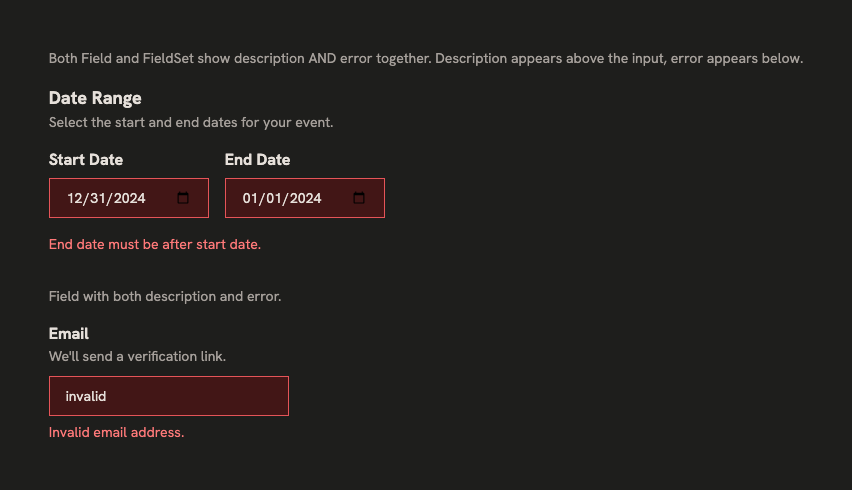 Both Field and FieldSet show description AND error together. Description appears above the input, error appears below.
Date Range
Select the start and end dates for your event.
Start Date End Date
12/31/2024 01/01/2024
End date must be after start date.
Field with both description and error.
Email
We'll send a verification link.
invalid
Invalid email address.